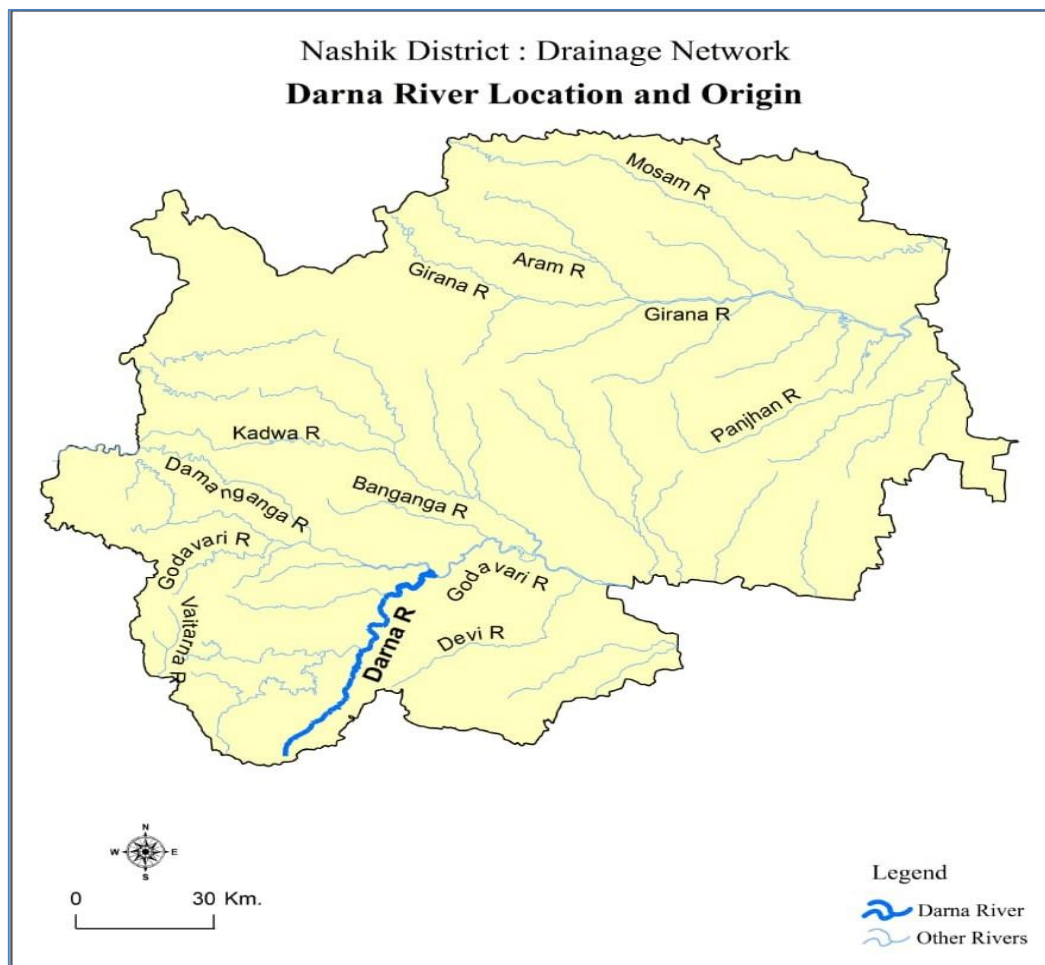 Nashik District : Drainage Network
Darna River Location and Origin
Mosam R
Aram R
Girana R
Girana R
Panjhan R
Kadwa R
Damanganga R
Banganga R
Godavari R
Godavari R
Vaitarna R
Darna R
Devi R
N
W E
S
0 30 Km.
Legend
Darna River
Other Rivers